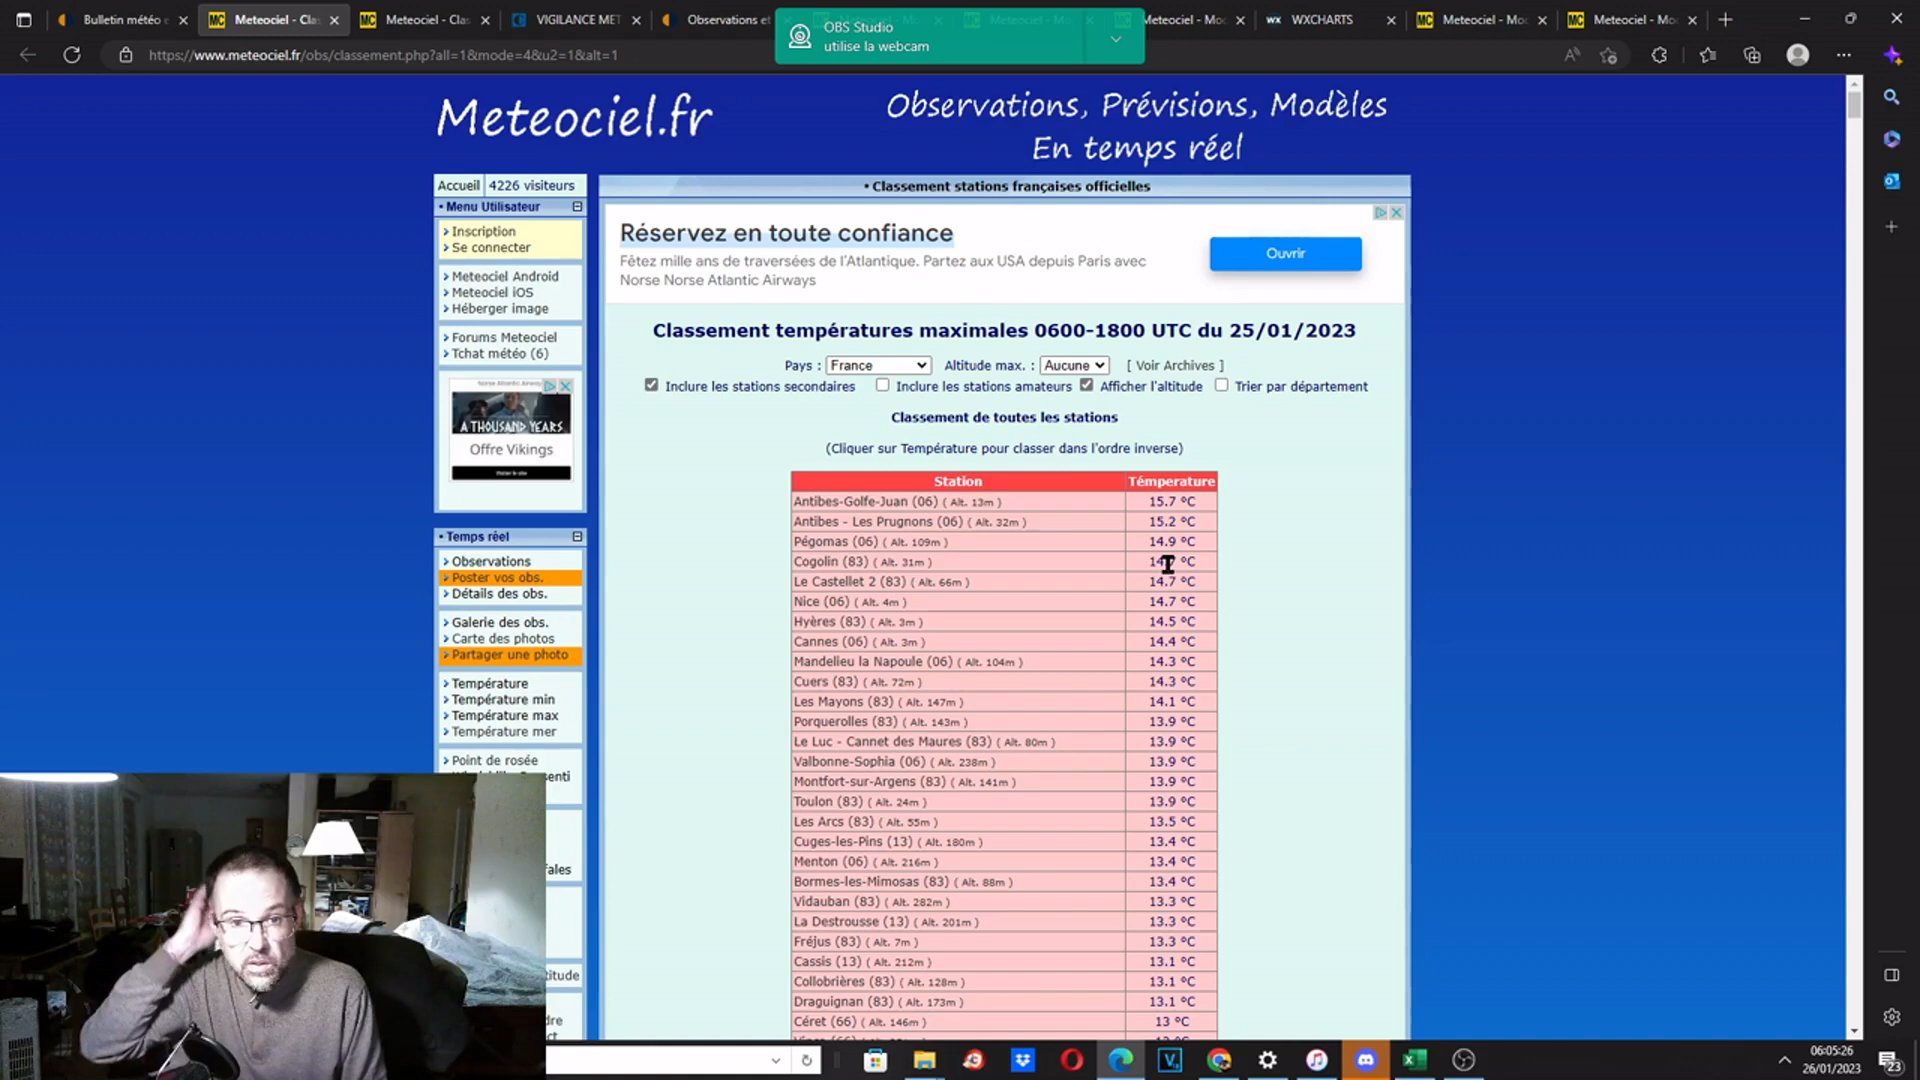 Bulletin météo e
Meteociel - Cla
Meteociel - Clas
VIGILANCE MET
Observations et
Meteociel - Moc
WXCHARTS
Meteociel - Moc
Meteociel - Moc
OBS Studio
utilise la webcam
https://www.meteociel.fr/obs/classement.php?all=1&mode=4&u2=1&alt=1
Meteociel.fr
Observations, Prévisions, Modèles
En temps réel
Accueil
4226 visiteurs
• Menu Utilisateur
Inscription
Se connecter
Meteociel Android
Meteociel iOS
Héberger image
Forums Meteociel
Tchat météo (6)
A THOUSAND YEARS
Offre Vikings
• Temps réel
Observations
Poster vos obs.
Détails des obs.
Galerie des obs.
Carte des photos
Partager une photo
Température
Température min
Température max
Température mer
Point de rosée
• Classement stations françaises officielles
Réservez en toute confiance
Fêtez mille ans de traversées de l'Atlantique. Partez aux USA depuis Paris avec
Norse Norse Atlantic Airways
Ouvrir
Classement températures maximales 0600-1800 UTC du 25/01/2023
Pays : France Altitude max. : Aucune [ Voir Archives ]
Inclure les stations secondaires Inclure les stations amateurs Afficher l'altitude Trier par département
Classement de toutes les stations
(Cliquer sur Température pour classer dans l'ordre inverse)
Station Témperature
Antibes-Golfe-Juan (06) ( Alt. 13m ) 15.7 °C
Antibes - Les Prugnons (06) ( Alt. 32m ) 15.2 °C
Pégomas (06) ( Alt. 109m ) 14.9 °C
Cogolin (83) ( Alt. 31m ) °C
Le Castellet 2 (83) ( Alt. 66m ) 14.7 °C
Nice (06) ( Alt. 4m ) 14.7 °C
Hyères (83) ( Alt. 3m ) 14.5 °C
Cannes (06) ( Alt. 3m ) 14.4 °C
Mandelieu la Napoule (06) ( Alt. 104m ) 14.3 °C
Cuers (83) ( Alt. 72m ) 14.3 °C
Les Mayons (83) ( Alt. 147m ) 14.1 °C
Porquerolles (83) ( Alt. 143m ) 13.9 °C
Le Luc - Cannet des Maures (83) ( Alt. 80m ) 13.9 °C
Valbonne-Sophia (06) ( Alt. 238m ) 13.9 °C
Montfort-sur-Argens (83) ( Alt. 141m ) 13.9 °C
Toulon (83) ( Alt. 24m ) 13.9 °C
Les Arcs (83) ( Alt. 55m ) 13.5 °C
Cuges-les-Pins (13) ( Alt. 180m ) 13.4 °C
Menton (06) ( Alt. 216m ) 13.4 °C
Bormes-les-Mimosas (83) ( Alt. 88m ) 13.4 °C
Vidauban (83) ( Alt. 282m ) 13.3 °C
La Destrousse (13) ( Alt. 201m ) 13.3 °C
Fréjus (83) ( Alt. 7m ) 13.3 °C
Cassis (13) ( Alt. 212m ) 13.1 °C
Collobrières (83) ( Alt. 128m ) 13.1 °C
Draguignan (83) ( Alt. 173m ) 13.1 °C
Céret (66) ( Alt. 146m ) 13 °C
06:05:26
26/01/2023
23